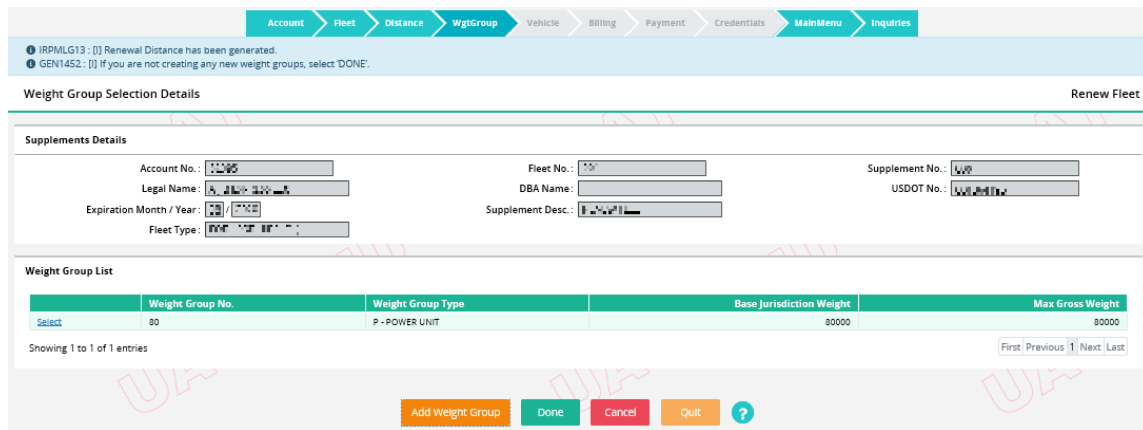 Account Fleet Distance WgtGroup Vehicle Billing Payment Credentials MainMenu Inquiries
IRPMLG13 : [I] Renewal Distance has been generated.
GEN1452 : [I] If you are not creating any new weight groups, select 'DONE'.
Weight Group Selection Details Renew Fleet
Supplements Details
Account No. : Fleet No. : Supplement No. :
Legal Name : DBA Name : USDOT No. :
Expiration Month / Year : / Supplement Desc. :
Fleet Type :
Weight Group List
Weight Group No. Weight Group Type Base Jurisdiction Weight Max Gross Weight
Select 80 P - POWER UNIT 80000 80000
Showing 1 to 1 of 1 entries First Previous 1 Next Last
Add Weight Group Done Cancel Quit ?